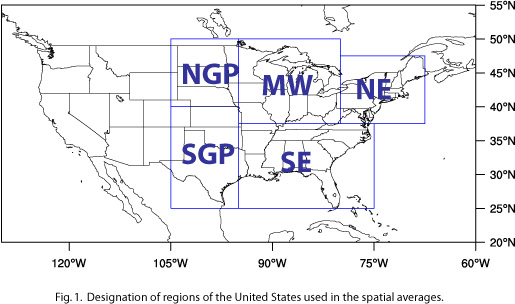 55°N
50°N
45°N
40°N
35°N
30°N
25°N
20°N
NGP
MW
NE
SGP
SE
120°W 105°W 90°W 75°W 60°W
Fig. 1. Designation of regions of the United States used in the spatial averages.